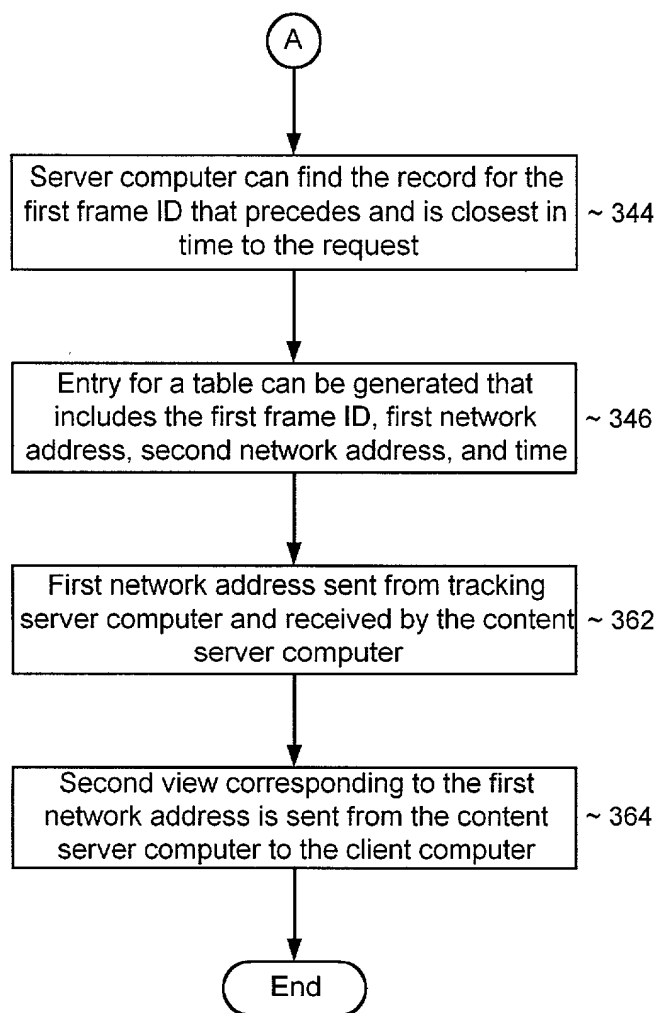 A
Server computer can find the record for the
first frame ID that precedes and is closest in
time to the request
~ 344
Entry for a table can be generated that
includes the first frame ID, first network
address, second network address, and time
~ 346
First network address sent from tracking
server computer and received by the content
server computer
~ 362
Second view corresponding to the first
network address is sent from the content
server computer to the client computer
~ 364
End